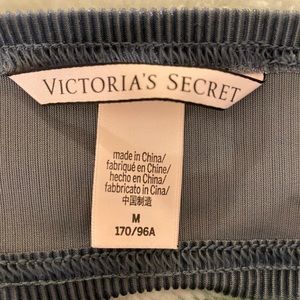 VICTORIA'S SECRET
made in China/
fabriqué en Chine/
hecho en China/
fabbricato in Cina/
中国制造
M
170/96A